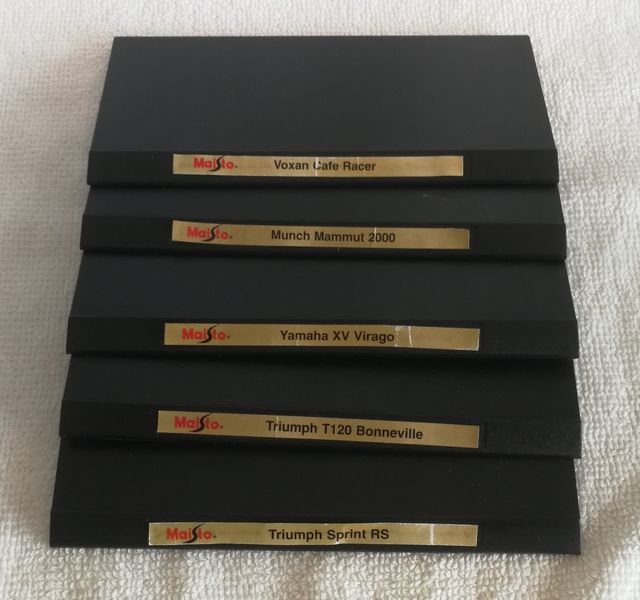 Maisto Voxan Cafe Racer
Maisto Munch Mammut 2000
Maisto Yamaha XV Virago
Maisto Triumph T120 Bonneville
Maisto Triumph Sprint RS